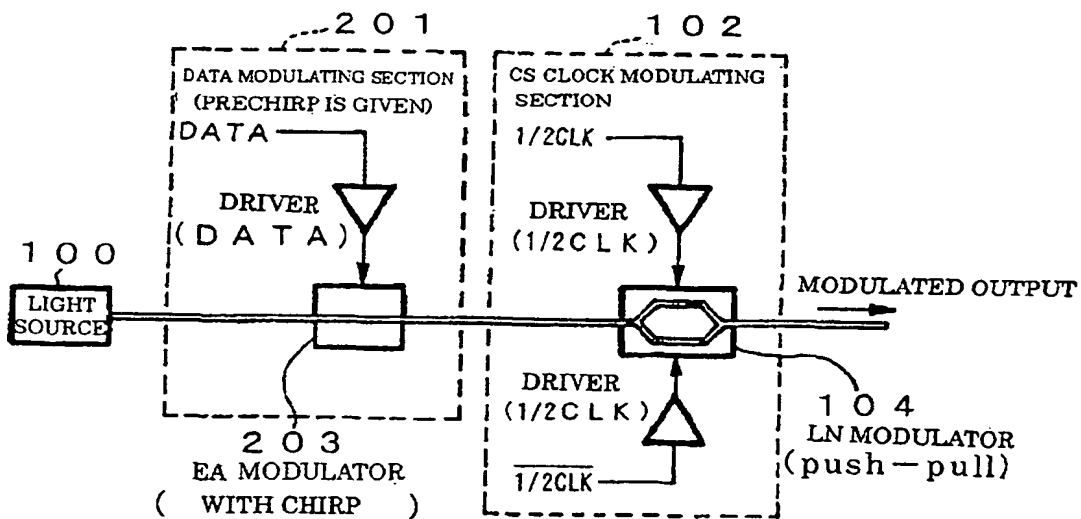 201
102
DATA MODULATING SECTION
(PRECHIRP IS GIVEN)
DATA
DRIVER
(DATA)
CS CLOCK MODULATING
SECTION
1/2CLK
DRIVER
(1/2CLK)
100
LIGHT
SOURCE
MODULATED OUTPUT
DRIVER
(1/2CLK)
1/2CLK
203
EA MODULATOR
( WITH CHIRP )
104
LN MODULATOR
(push-pull)